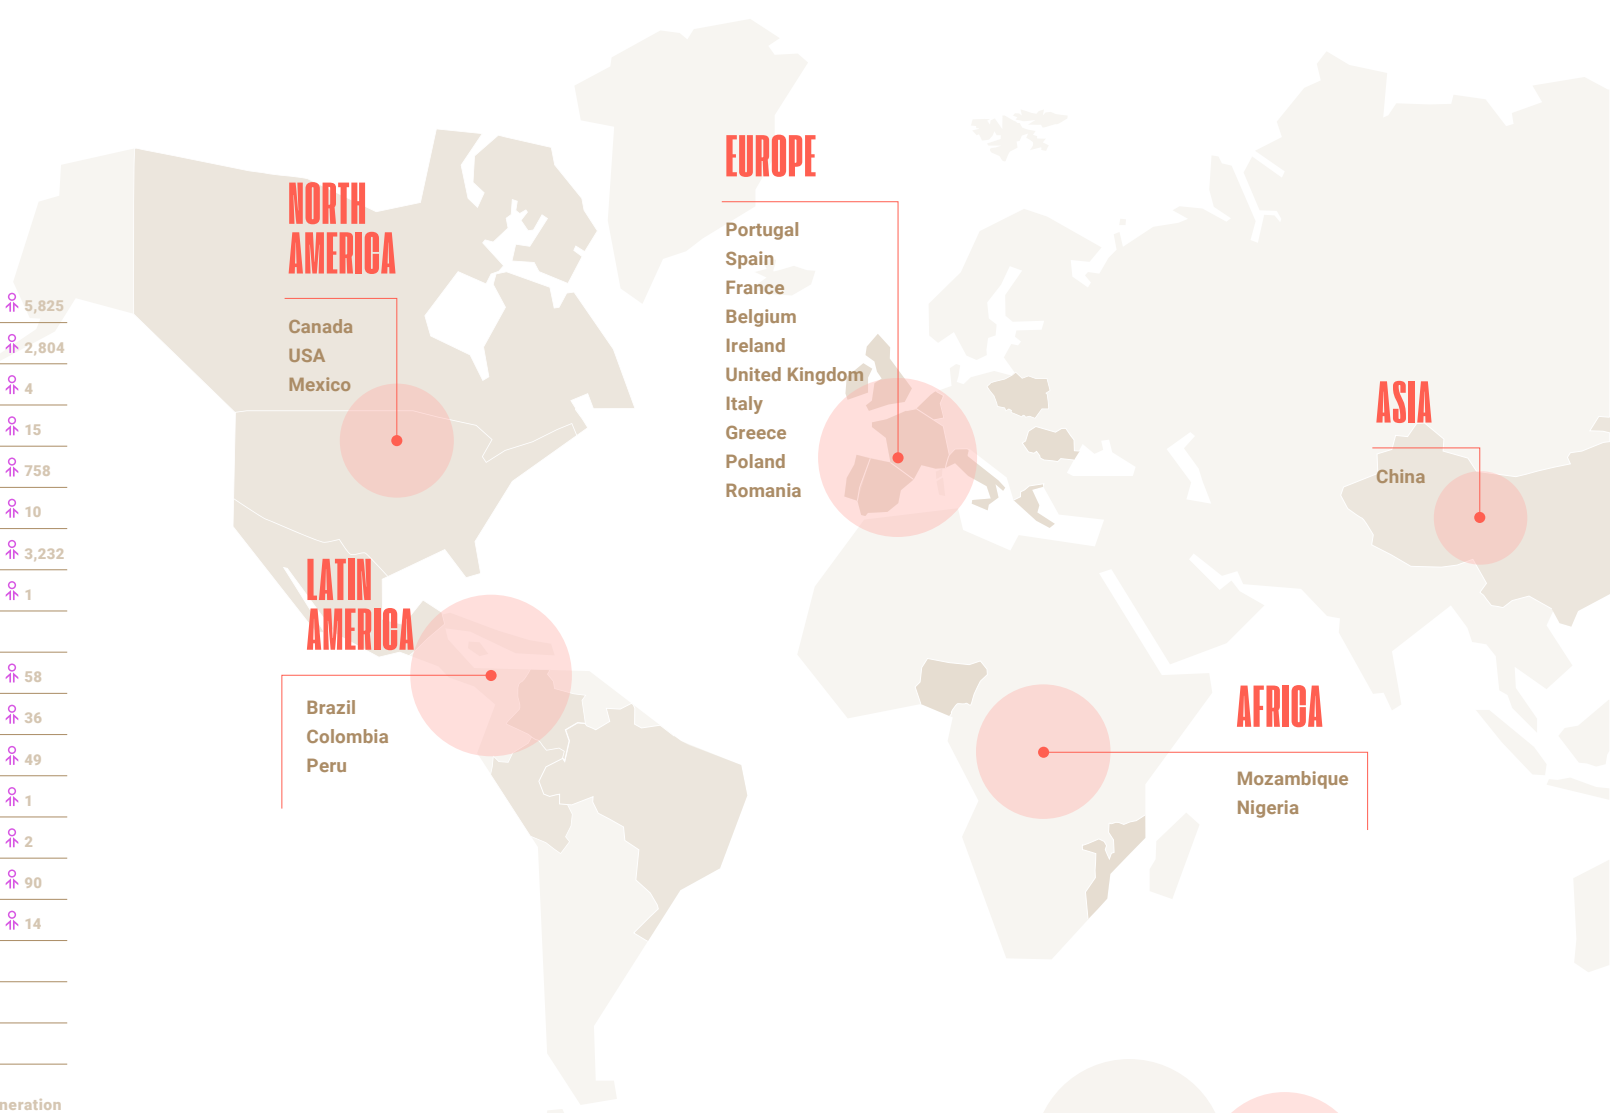 5,825
2,804
4
15
758
10
3,232
1
58
36
49
1
2
90
14
neration
NORTH
AMERICA
Canada
USA
Mexico
LATIN
AMERICA
Brazil
Colombia
Peru
EUROPE
Portugal
Spain
France
Belgium
Ireland
United Kingdom
Italy
Greece
Poland
Romania
AFRICA
Mozambique
Nigeria
ASIA
China